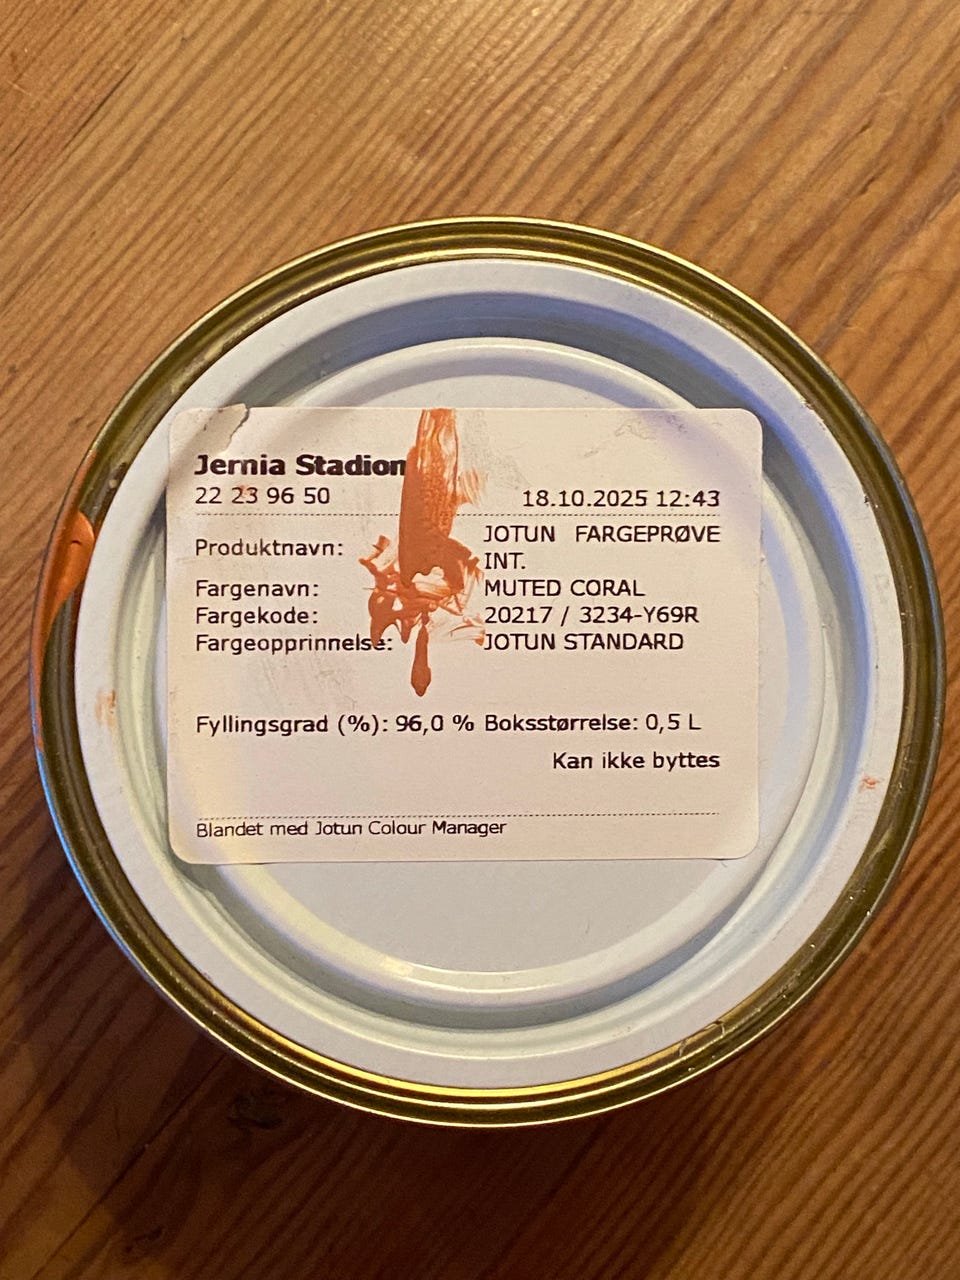 Jernia Stadion
22 23 96 50 18.10.2025 12:43
Produktnavn: JOTUN FARGEPRØVE
INT.
Fargenavn: MUTED CORAL
Fargekode: 20217 / 3234-Y69R
Fargeopprinnelse: JOTUN STANDARD
Fyllingsgrad (%): 96,0 % Boksstørrelse: 0,5 L
Kan ikke byttes
Blandet med Jotun Colour Manager